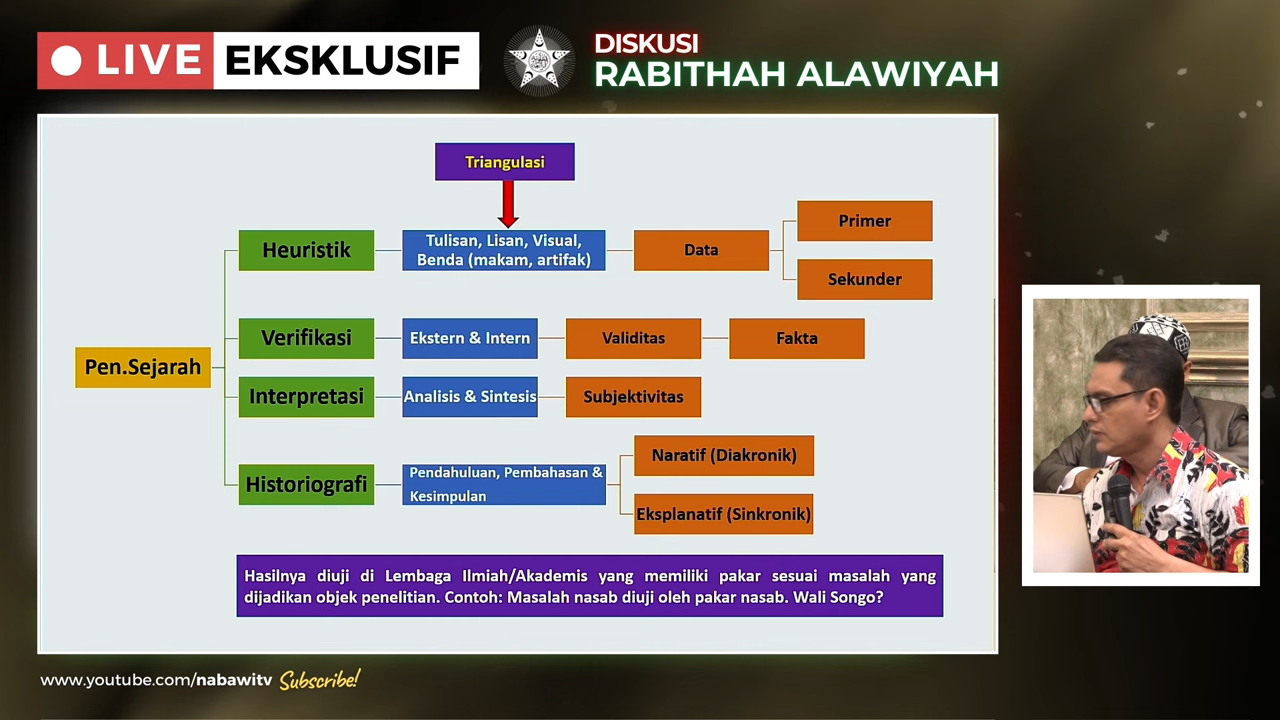 LIVE EKSKLUSIF
DISKUSI
RABITHAH ALAWIYAH
Triangulasi
Heuristik
Tulisan, Lisan, Visual,
Benda (makam, artifak)
Data
Primer
Sekunder
Verifikasi
Ekstern & Intern
Validitas
Fakta
Pen.Sejarah
Interpretasi
Analisis & Sintesis
Subjektivitas
Historiografi
Pendahuluan, Pembahasan &
Kesimpulan
Naratif (Diakronik)
Eksplanatif (Sinkronik)
Hasilnya diuji di Lembaga Ilmiah/Akademis yang memiliki pakar sesuai masalah yang
dijadikan objek penelitian. Contoh: Masalah nasab diuji oleh pakar nasab. Wali Songo?
www.youtube.com/nabawitv Subscribe!